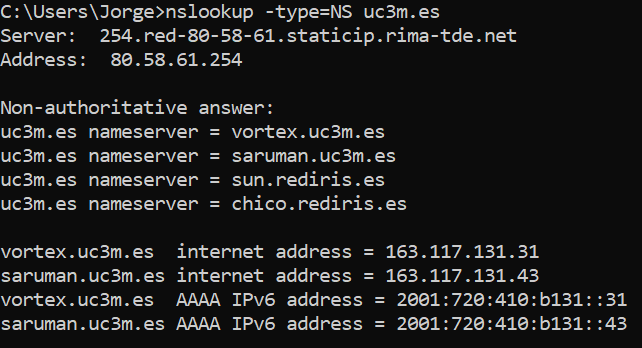 C:\Users\Jorge>nslookup -type=NS uc3m.es
Server:  254.red-80-58-61.staticip.rima-tde.net
Address:  80.58.61.254

Non-authoritative answer:
uc3m.es nameserver = vortex.uc3m.es
uc3m.es nameserver = saruman.uc3m.es
uc3m.es nameserver = sun.rediris.es
uc3m.es nameserver = chico.rediris.es

vortex.uc3m.es  internet address = 163.117.131.31
saruman.uc3m.es internet address = 163.117.131.43
vortex.uc3m.es  AAAA IPv6 address = 2001:720:410:b131::31
saruman.uc3m.es AAAA IPv6 address = 2001:720:410:b131::43